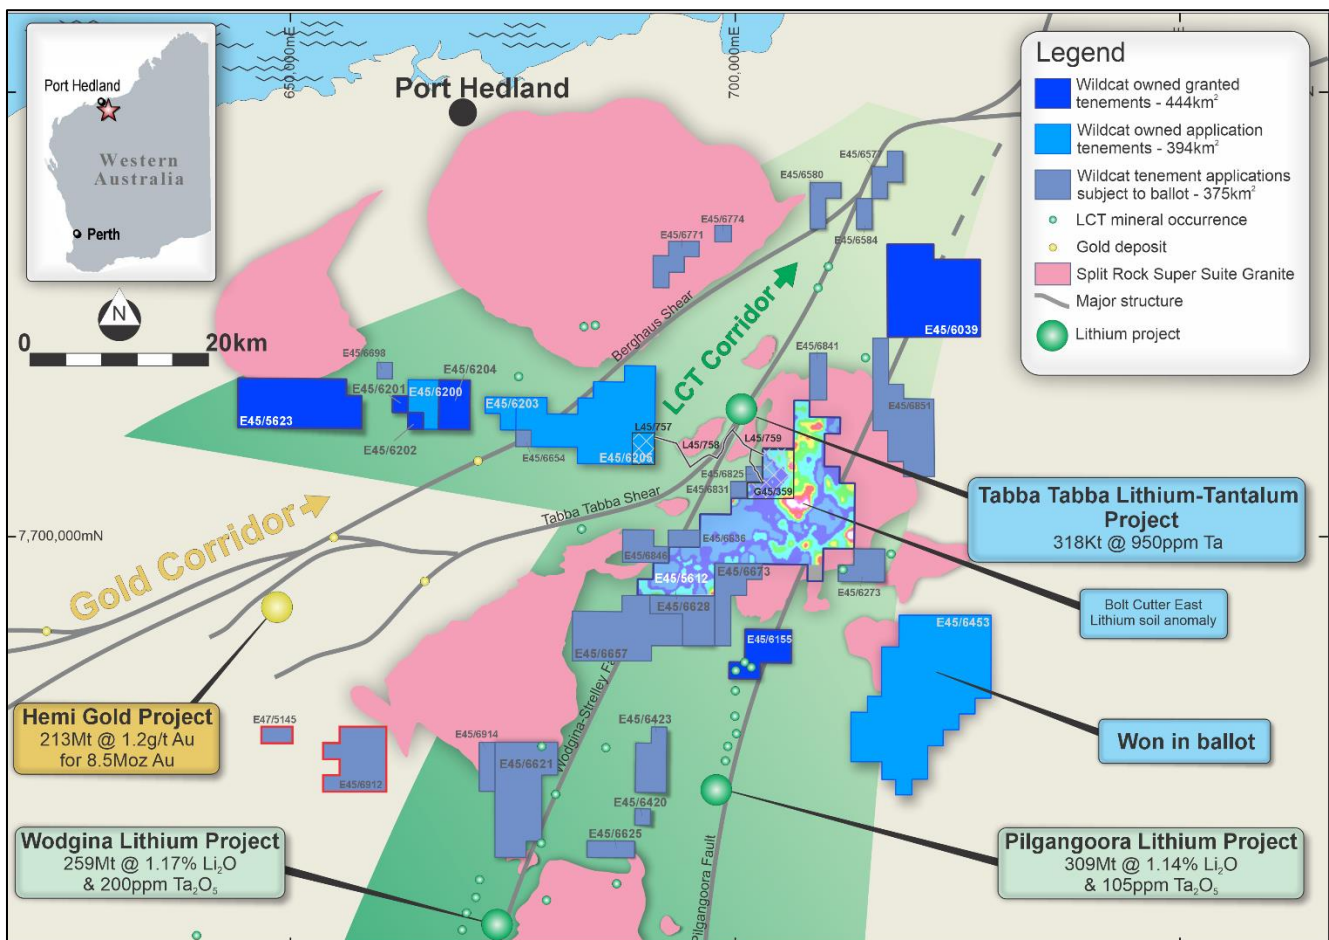 650,000mE
700,000mE
Port Hedland
Port Hedland
Western
Australia
Perth
N
0
20km
Legend
Wildcat owned granted
tenements - 444km²
Wildcat owned application
tenements - 394km²
Wildcat tenement applications
subject to ballot - 375km²
LCT mineral occurrence
Gold deposit
Split Rock Super Suite Granite
Major structure
Lithium project
E45/6577
E45/6580
E45/6584
E45/6774
E45/6771
E45/6039
Berghaus Shear
LCT Corridor
E45/6841
E45/6851
E45/6698
E45/6204
E45/6201
E45/6200
E45/6203
E45/5623
E45/6202
E45/6654
E45/6205
L45/757
L45/758
L45/759
E45/6825
E45/6831
G45/359
Tabba Tabba Shear
Gold Corridor
7,700,000mN
E45/6846
E45/6836
E45/5612
E45/6673
E45/6273
E45/6628
E45/6657
E45/6155
E45/6453
Tabba Tabba Lithium-Tantalum
Project
318Kt @ 950ppm Ta
Bolt Cutter East
Lithium soil anomaly
Won in ballot
Hemi Gold Project
213Mt @ 1.2g/t Au
for 8.5Moz Au
E47/5145
E45/6912
E45/6914
E45/6621
E45/6423
E45/6420
E45/6625
Wodgina-Strelley Fa
Pilgangoora Fault
Wodgina Lithium Project
259Mt @ 1.17% Li₂O
& 200ppm Ta₂O₅
Pilgangoora Lithium Project
309Mt @ 1.14% Li₂O
& 105ppm Ta₂O₅